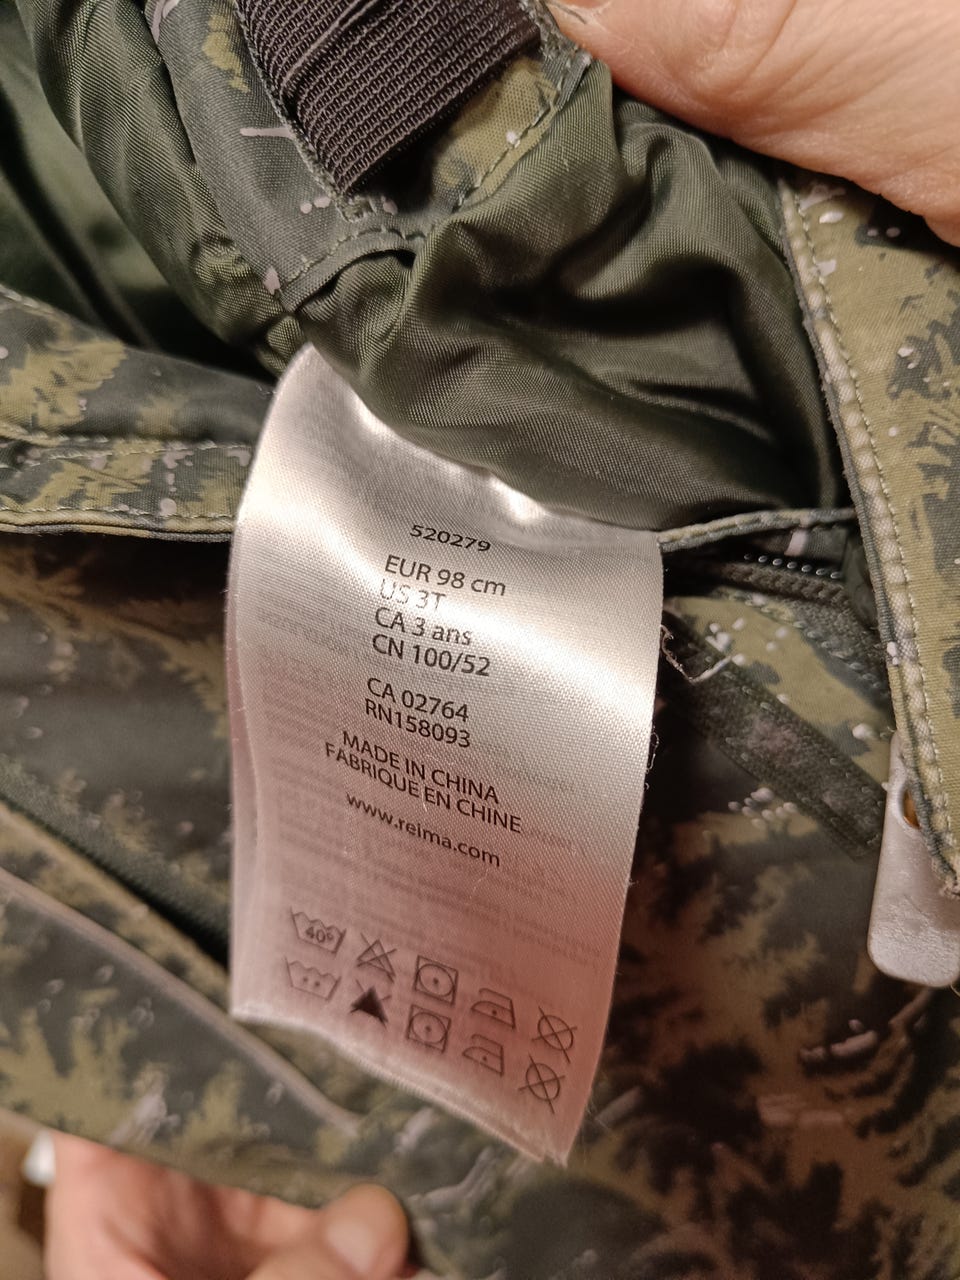 520279
EUR 98 cm
US 3T
CA 3 ans
CN 100/52
CA 02764
RN158093
MADE IN CHINA
FABRIQUE EN CHINE
www.reima.com
40°